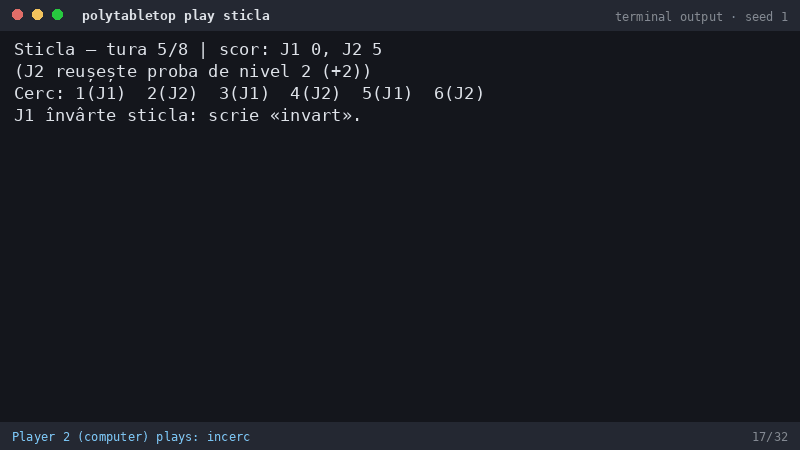 polytabletop play sticla
terminal output · seed 1
Sticla — tura 5/8 | scor: J1 0, J2 5
(J2 reușește proba de nivel 2 (+2))
Cerc: 1(J1)  2(J2)  3(J1)  4(J2)  5(J1)  6(J2)
J1 învârte sticla: scrie «invart».
Player 2 (computer) plays: incerc
17/32